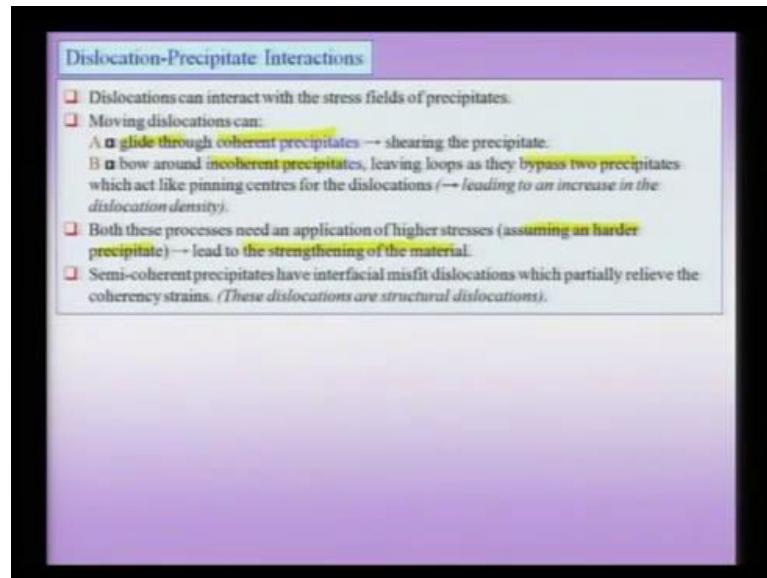 Dislocation-Precipitate Interactions
❑ Dislocations can interact with the stress fields of precipitates.
❑ Moving dislocations can:
A glide through coherent precipitates → shearing the precipitate.
B bow around incoherent precipitates, leaving loops as they bypass two precipitates
which act like pinning centres for the dislocations (→ leading to an increase in the
dislocation density).
❑ Both these processes need an application of higher stresses (assuming an harder
precipitate) → lead to the strengthening of the material.
❑ Semi-coherent precipitates have interfacial misfit dislocations which partially relieve the
coherency strains. (These dislocations are structural dislocations).